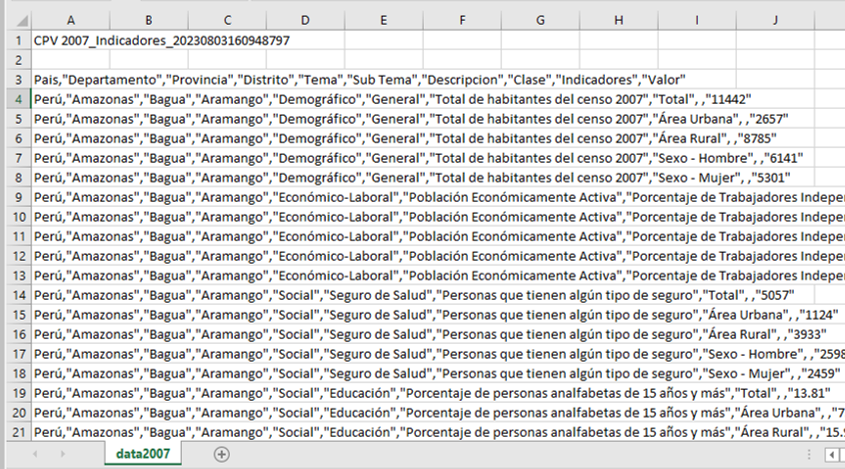 A B C D E F G H I J
1 CPV 2007_Indicadores_20230803160948797
2
3 Pais,"Departamento","Provincia","Distrito","Tema","Sub Tema","Descripcion","Clase","Indicadores","Valor"
4 Perú,"Amazonas","Bagua","Aramango","Demográfico","General","Total de habitantes del censo 2007","Total", ,"11442"
5 Perú,"Amazonas","Bagua","Aramango","Demográfico","General","Total de habitantes del censo 2007","Área Urbana", ,"2657"
6 Perú,"Amazonas","Bagua","Aramango","Demográfico","General","Total de habitantes del censo 2007","Área Rural", ,"8785"
7 Perú,"Amazonas","Bagua","Aramango","Demográfico","General","Total de habitantes del censo 2007","Sexo - Hombre", ,"6141"
8 Perú,"Amazonas","Bagua","Aramango","Demográfico","General","Total de habitantes del censo 2007","Sexo - Mujer", ,"5301"
9 Perú,"Amazonas","Bagua","Aramango","Económico-Laboral","Población Económicamente Activa","Porcentaje de Trabajadores Indepen
10 Perú,"Amazonas","Bagua","Aramango","Económico-Laboral","Población Económicamente Activa","Porcentaje de Trabajadores Indepen
11 Perú,"Amazonas","Bagua","Aramango","Económico-Laboral","Población Económicamente Activa","Porcentaje de Trabajadores Indepen
12 Perú,"Amazonas","Bagua","Aramango","Económico-Laboral","Población Económicamente Activa","Porcentaje de Trabajadores Indepen
13 Perú,"Amazonas","Bagua","Aramango","Económico-Laboral","Población Económicamente Activa","Porcentaje de Trabajadores Indepen
14 Perú,"Amazonas","Bagua","Aramango","Social","Seguro de Salud","Personas que tienen algún tipo de seguro","Total", ,"5057"
15 Perú,"Amazonas","Bagua","Aramango","Social","Seguro de Salud","Personas que tienen algún tipo de seguro","Área Urbana", ,"1124"
16 Perú,"Amazonas","Bagua","Aramango","Social","Seguro de Salud","Personas que tienen algún tipo de seguro","Área Rural", ,"3933"
17 Perú,"Amazonas","Bagua","Aramango","Social","Seguro de Salud","Personas que tienen algún tipo de seguro","Sexo - Hombre", ,"2598
18 Perú,"Amazonas","Bagua","Aramango","Social","Seguro de Salud","Personas que tienen algún tipo de seguro","Sexo - Mujer", ,"2459"
19 Perú,"Amazonas","Bagua","Aramango","Social","Educación","Porcentaje de personas analfabetas de 15 años y más","Total", ,"13.81"
20 Perú,"Amazonas","Bagua","Aramango","Social","Educación","Porcentaje de personas analfabetas de 15 años y más","Área Urbana", ,"7
21 Perú,"Amazonas","Bagua","Aramango","Social","Educación","Porcentaje de personas analfabetas de 15 años y más","Área Rural", ,"15.
data2007